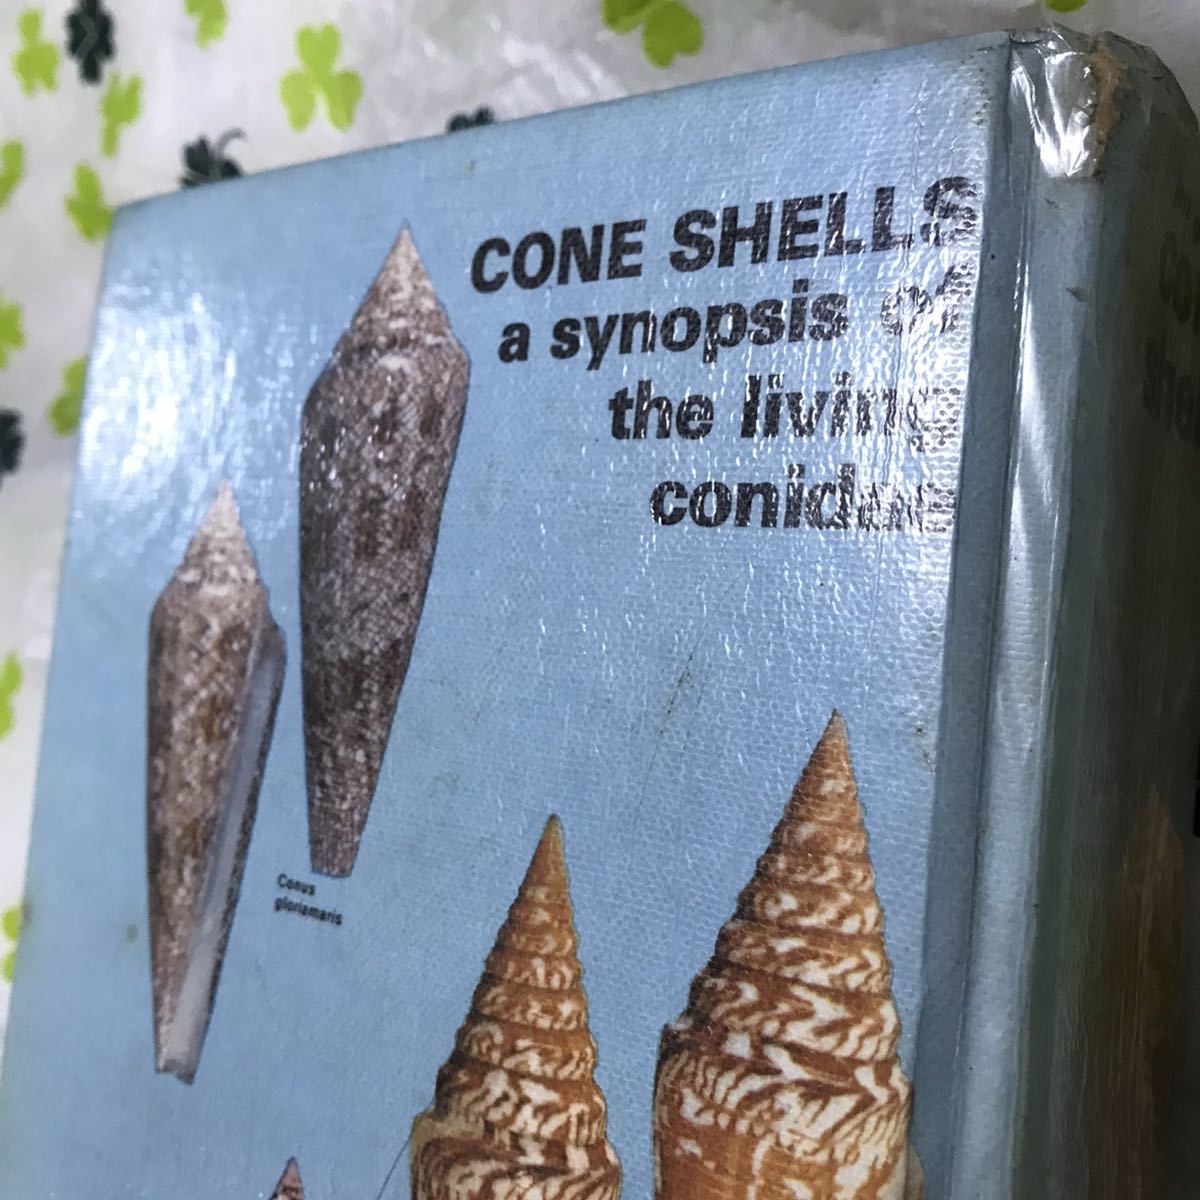 CONE SHELLS
a synopsis of
the living
conidae
Conus
gloriamaris